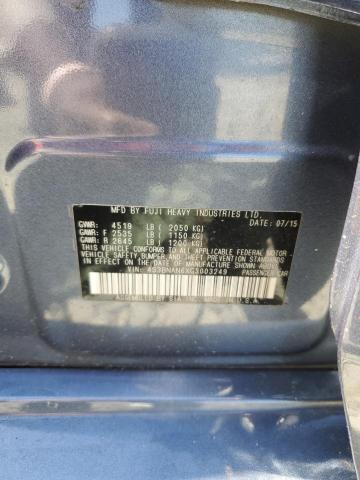 MFD BY FUJI HEAVY INDUSTRIES LTD.
GVWR: 4519 LB ( 2050 KG) DATE: 07/15
GAWR: F 2535 LB ( 1150 KG)
GAWR: R 2645 LB ( 1200 KG)
THIS VEHICLE CONFORMS TO ALL APPLICABLE FEDERAL MOTOR
VEHICLE SAFETY, BUMPER AND THEFT PREVENTION STANDARDS
IN EFFECT ON THE DATE OF MANUFACTURE SHOWN ABOVE.
VIN: 4S3BNAN6XG3003249 PASSENGER CAR
ASSEMBLED BY